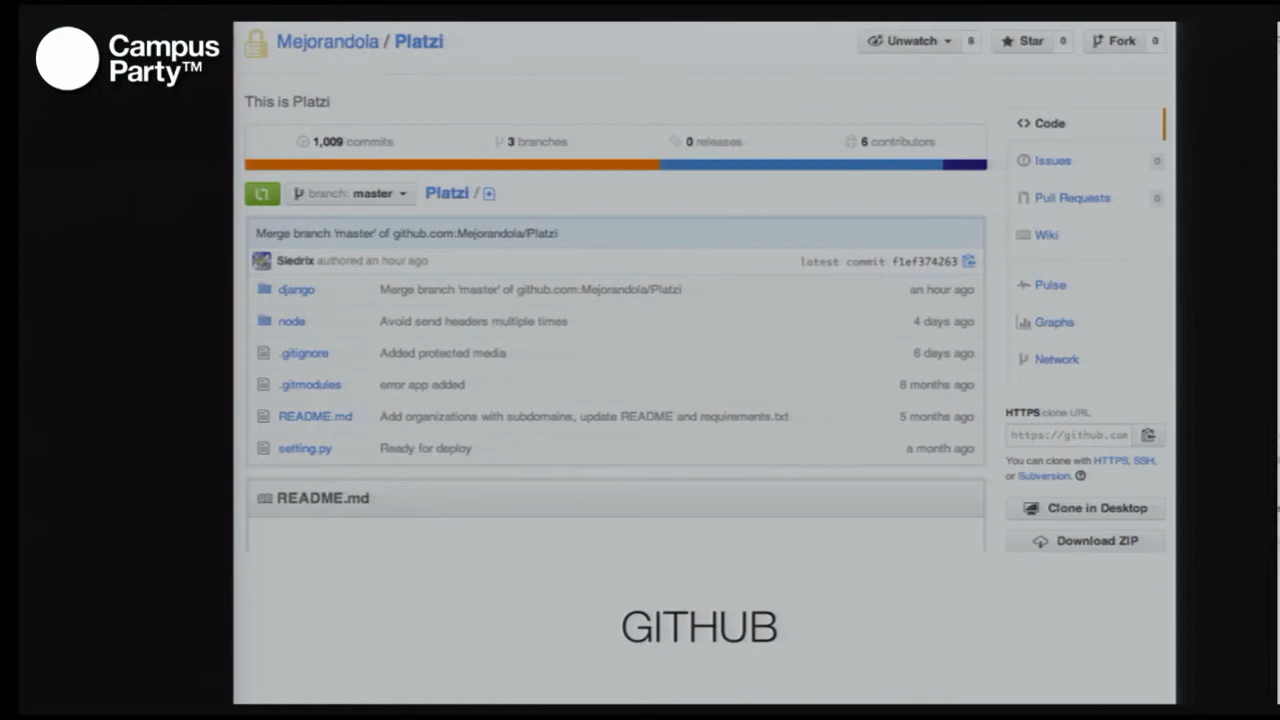 Campus
Party™
Mejorandola / Platzi
Unwatch 8 Star 0 Fork 0
This is Platzi
1,009 commits 3 branches 0 releases 6 contributors
branch: master Platzi /
Merge branch 'master' of github.com:Mejorandola/Platzi
Siedrix authored an hour ago latest commit f1ef374263
django Merge branch 'master' of github.com:Mejorandola/Platzi an hour ago
node Avoid send headers multiple times 4 days ago
.gitignore Added protected media 6 days ago
.gitmodules error app added 6 months ago
README.md Add organizations with subdomains, update README and requirements.txt 5 months ago
setting.py Ready for deploy a month ago
README.md
Code
Issues 0
Pull Requests 0
Wiki
Pulse
Graphs
Network
HTTPS clone URL
https://github.com
You can clone with HTTPS, SSH,
or Subversion.
Clone in Desktop
Download ZIP
GITHUB